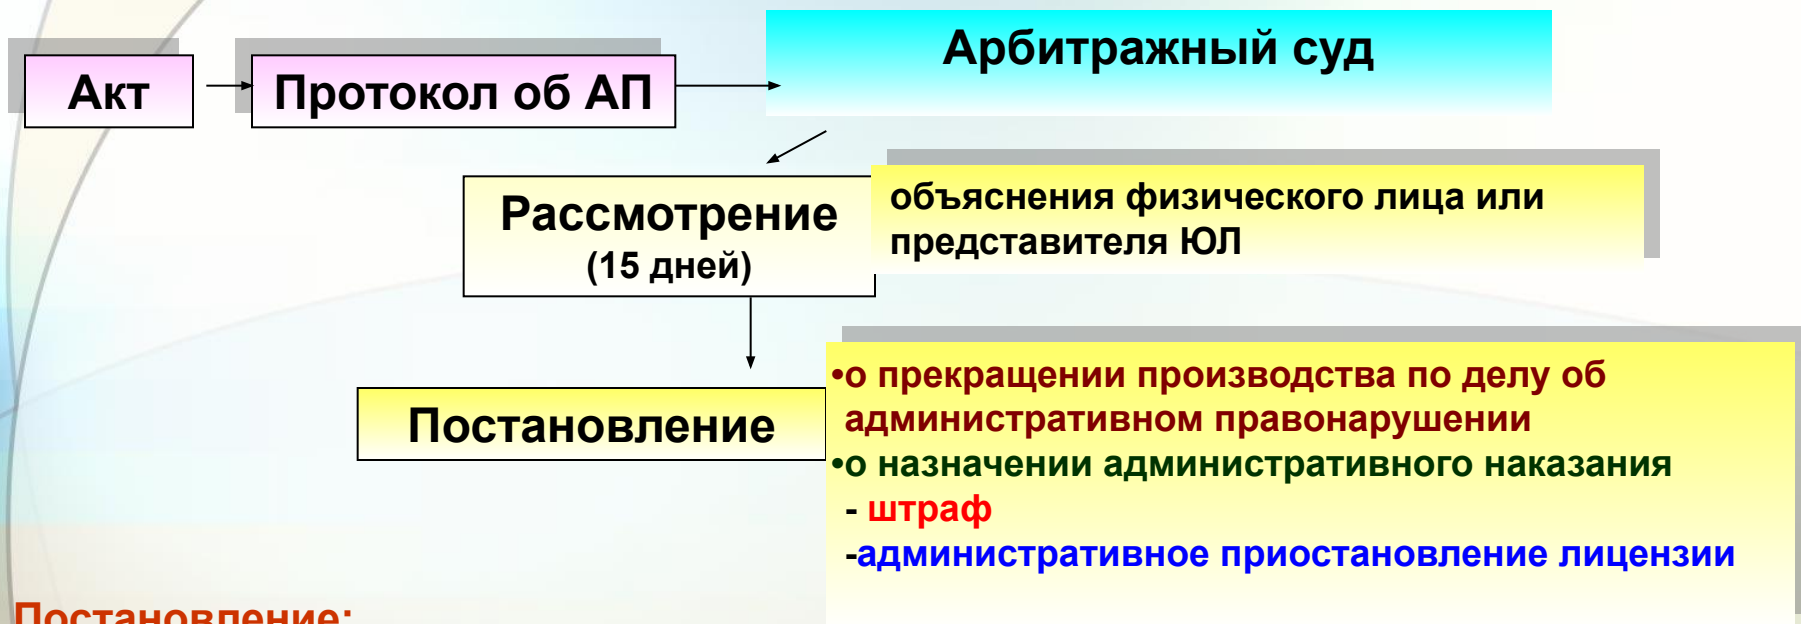 Арбитражный суд
Акт
Протокол об АП
Рассмотрение
(15 дней)
объяснения физического лица или
представителя ЮЛ
Постановление
•о прекращении производства по делу об
административном правонарушении
•о назначении административного наказания
- штраф
-административное приостановление лицензии
Постановление: